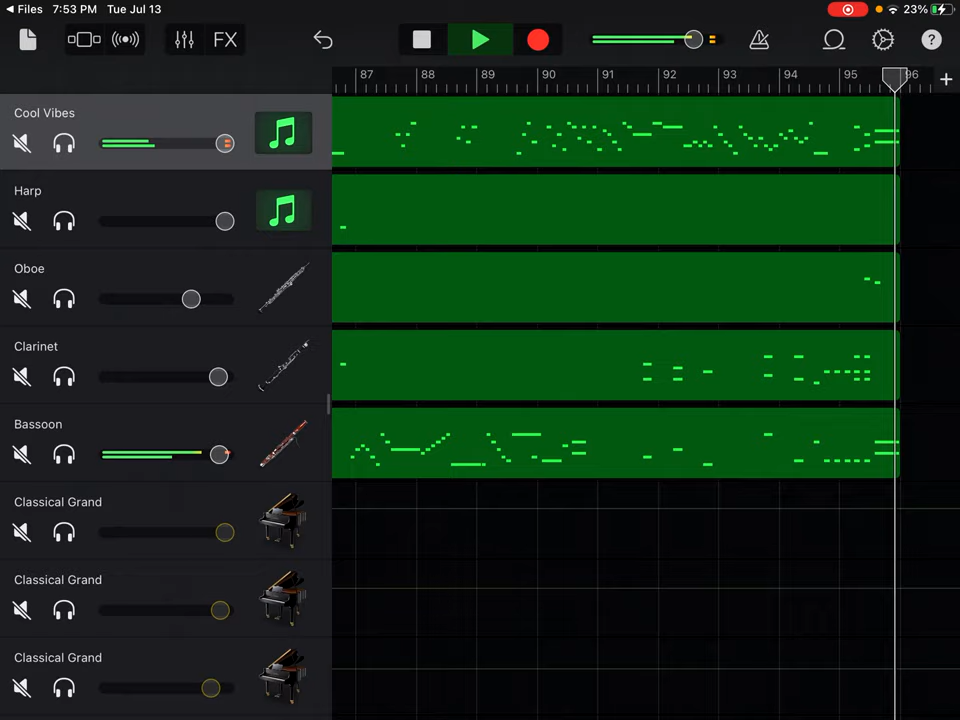 Files 7:53 PM Tue Jul 13 23%
FX
87 88 89 90 91 92 93 94 95 96
Cool Vibes
Harp
Oboe
Clarinet
Bassoon
Classical Grand
Classical Grand
Classical Grand